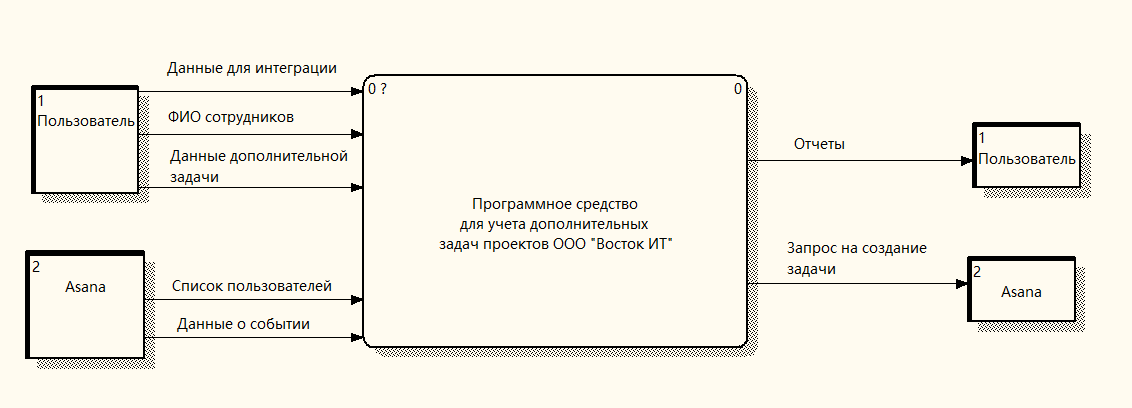 Данные для интеграции
1
Пользователь
ФИО сотрудников
Данные дополнительной
задачи
2
Asana
Список пользователей
Данные о событии
0 ?
0
Программное средство
для учета дополнительных
задач проектов ООО "Восток ИТ"
Отчеты
1
Пользователь
Запрос на создание
задачи
2
Asana